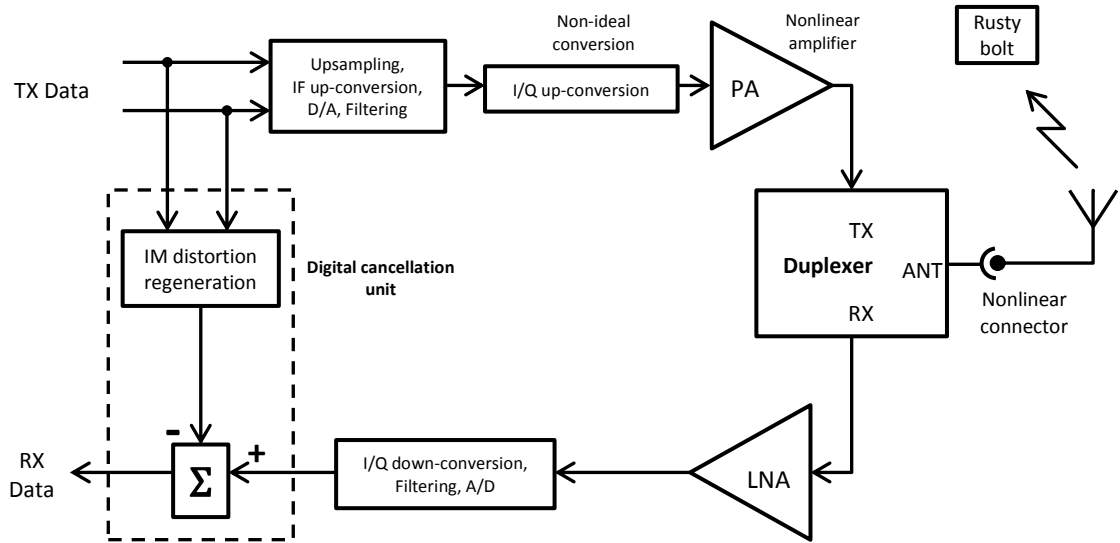 Non-ideal
conversion
Nonlinear
amplifier
Rusty
bolt
TX Data
Upsampling,
IF up-conversion,
D/A, Filtering
I/Q up-conversion
PA
IM distortion
regeneration
Digital cancellation
unit
TX
Duplexer
ANT
RX
Nonlinear
connector
-
+
RX
Data
Σ
I/Q down-conversion,
Filtering, A/D
LNA